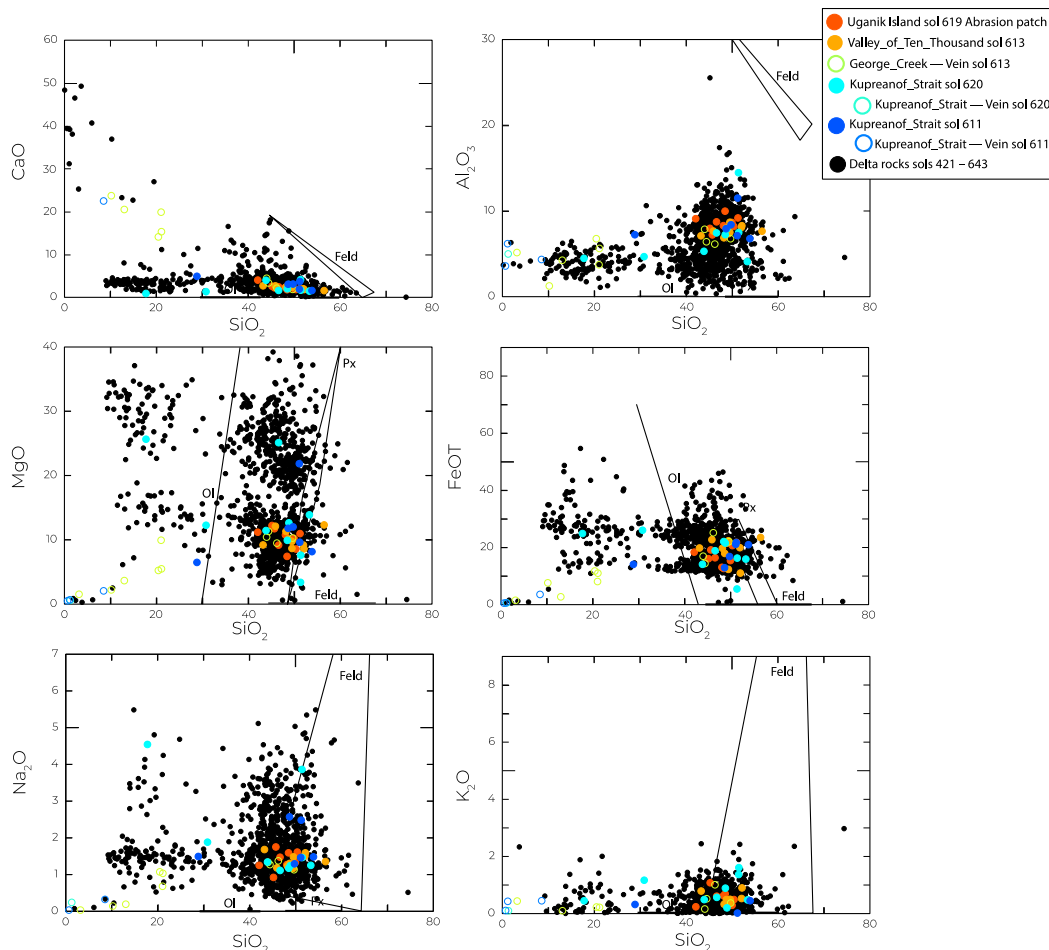 Uganik Island sol 619 Abrasion patch
Valley_of_Ten_Thousand sol 613
George_Creek — Vein sol 613
Kupreanof_Strait sol 620
Kupreanof_Strait — Vein sol 620
Kupreanof_Strait sol 611
Kupreanof_Strait — Vein sol 611
Delta rocks sols 421 – 643
60
50
40
30
20
10
0
CaO
Feld
0 20 40 60 80
SiO₂
30
20
10
0
Al₂O₃
Feld
Ol
0 20 40 60 80
SiO₂
40
30
20
10
0
MgO
Px
Ol
Feld
0 20 40 60 80
SiO₂
80
60
40
20
0
FeOT
Ol
Px
Feld
0 20 40 60 80
SiO₂
7
6
5
4
3
2
1
0
Na₂O
Feld
Ol
Px
0 20 40 60 80
SiO₂
8
6
4
2
0
K₂O
Feld
Ol
0 20 40 60 80
SiO₂